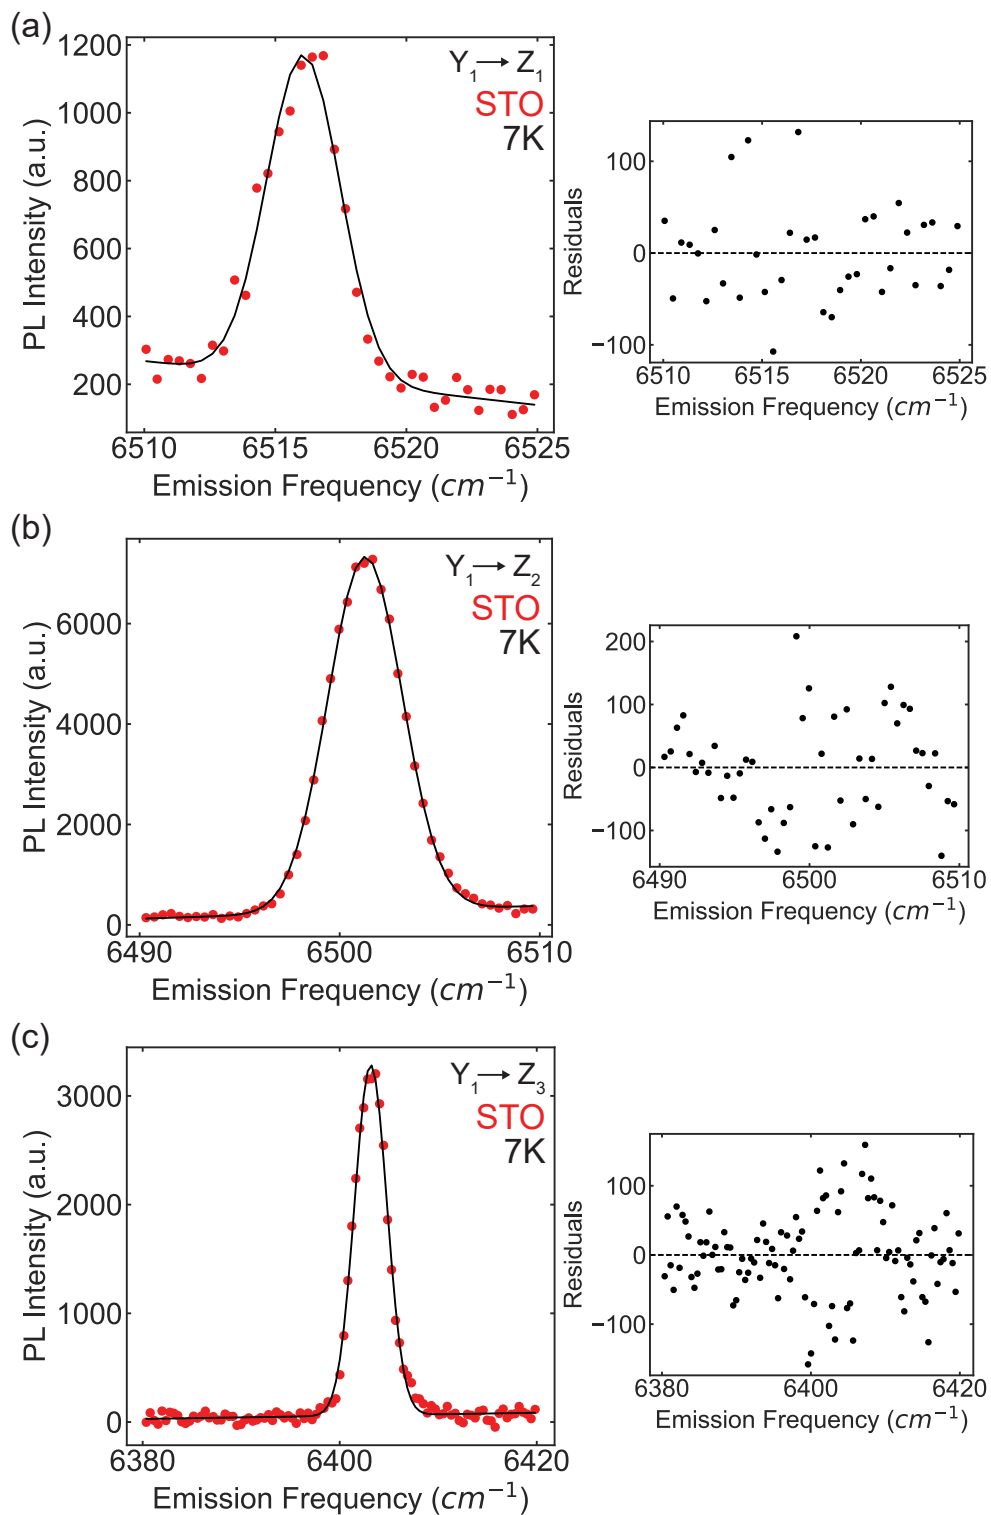 (a)
1200
1000
800
600
400
200
PL Intensity (a.u.)
Y1 → Z1
STO
7K
6510
6515
6520
6525
Emission Frequency (cm−1)
100
0
−100
Residuals
6510
6515
6520
6525
Emission Frequency (cm−1)
(b)
6000
4000
2000
0
PL Intensity (a.u.)
Y1 → Z2
STO
7K
6490
6500
6510
Emission Frequency (cm−1)
200
100
0
−100
Residuals
6490
6500
6510
Emission Frequency (cm−1)
(c)
3000
2000
1000
0
PL Intensity (a.u.)
Y1 → Z3
STO
7K
6380
6400
6420
Emission Frequency (cm−1)
100
0
−100
Residuals
6380
6400
6420
Emission Frequency (cm−1)